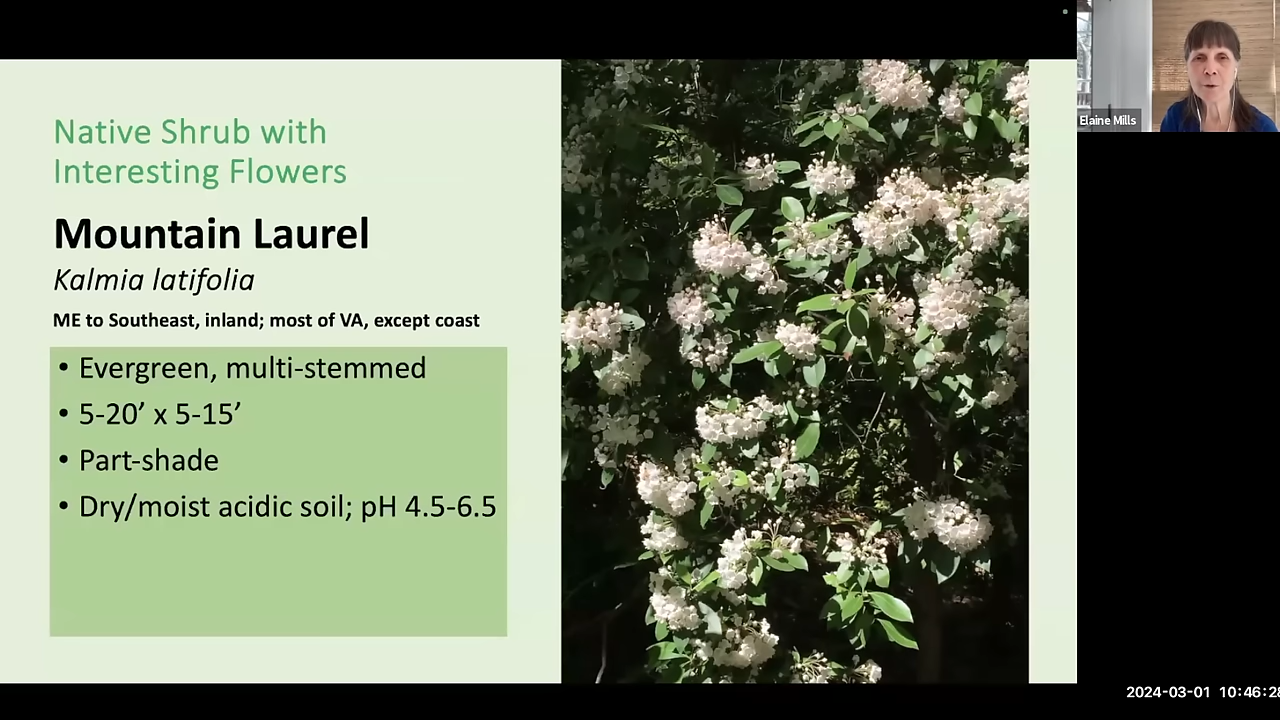 Native Shrub with
Interesting Flowers
Mountain Laurel
Kalmia latifolia
ME to Southeast, inland; most of VA, except coast
• Evergreen, multi-stemmed
• 5-20’ x 5-15’
• Part-shade
• Dry/moist acidic soil; pH 4.5-6.5
Elaine Mills
2024-03-01 10:46:28